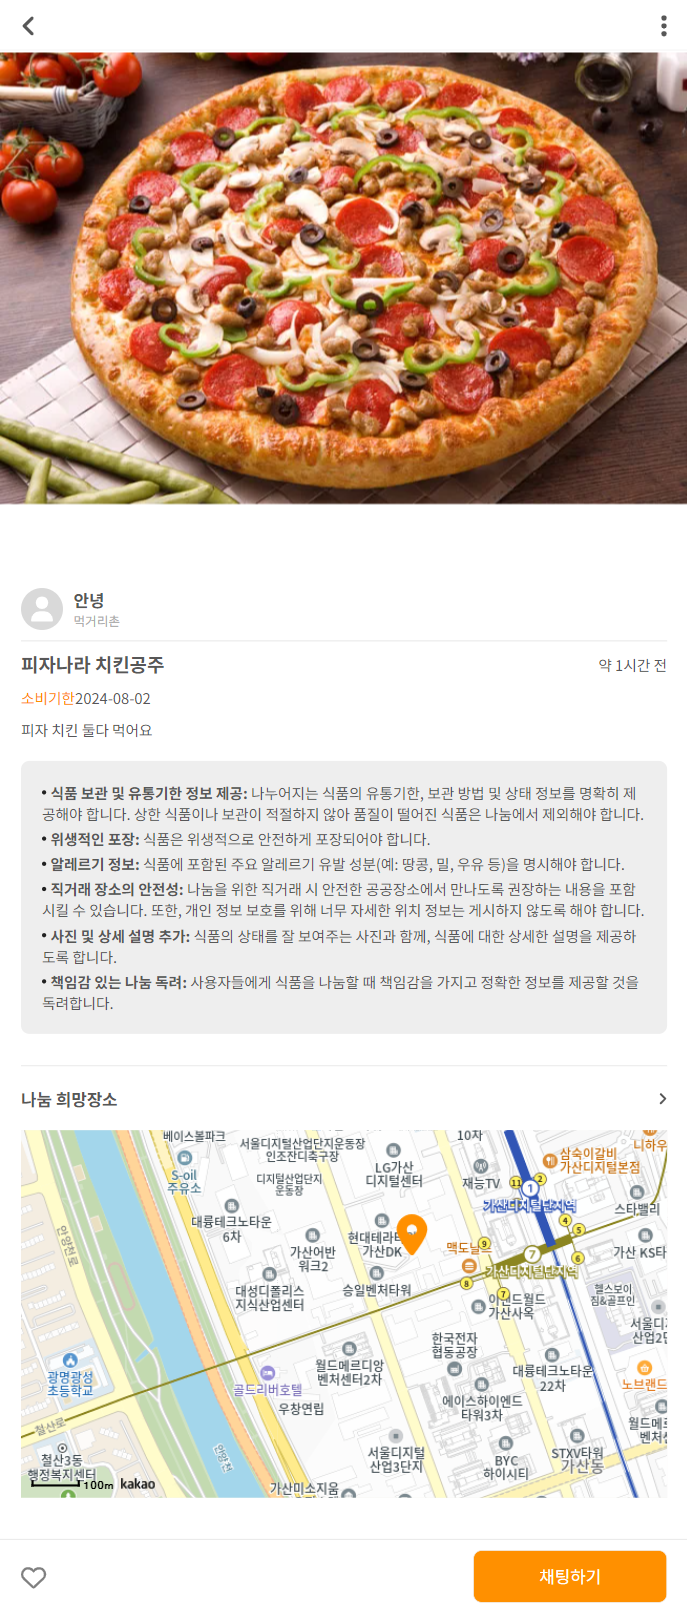 안녕
먹거리촌
피자나라 치킨공주
약 1시간 전
소비기한2024-08-02
피자 치킨 둘다 먹어요
• 식품 보관 및 유통기한 정보 제공: 나누어지는 식품의 유통기한, 보관 방법 및 상태 정보를 명확히 제
공해야 합니다. 상한 식품이나 보관이 적절하지 않아 품질이 떨어진 식품은 나눔에서 제외해야 합니다.
• 위생적인 포장: 식품은 위생적으로 안전하게 포장되어야 합니다.
• 알레르기 정보: 식품에 포함된 주요 알레르기 유발 성분(예: 땅콩, 밀, 우유 등)을 명시해야 합니다.
• 직거래 장소의 안전성: 나눔을 위한 직거래 시 안전한 공공장소에서 만나도록 권장하는 내용을 포함
시킬 수 있습니다. 또한, 개인 정보 보호를 위해 너무 자세한 위치 정보는 게시하지 않도록 해야 합니다.
• 사진 및 상세 설명 추가: 식품의 상태를 잘 보여주는 사진과 함께, 식품에 대한 상세한 설명을 제공하
도록 합니다.
• 책임감 있는 나눔 독려: 사용자들에게 식품을 나눔할 때 책임감을 가지고 정확한 정보를 제공할 것을
독려합니다.
나눔 희망장소
베이스볼파크
서울디지털산업단지운동장
인조잔디축구장
10차
니하우
S-oil
주유소
디지털산업단지
운동장
LG가산
디지털센터
재능TV
삼숙이갈비
가산디지털본점
11
2
1
가산디지털단지역
스타밸리
안양천로
대륭테크노타운
6차
가산어반
워크2
가산DK
맥도날드
9
4
5
7
6
8
가산디지털단지역
7
가산 KS타
대성디폴리스
지식산업센터
승일벤처타워
이랜드월드
가산사옥
헬스보이
짐&골프인
한국전자
협동공장
광명광성
초등학교
월드메르디앙
벤처센터2차
대륭테크노타운
22차
노브랜드
골드리버호텔
우창연립
에이스하이엔드
타워3차
철산로
철산3동
행정복지센터
안양천
서울디지털
산업3단지
BYC
하이시티
STXV타워
가산동
가산미소지움
100m kakao
채팅하기